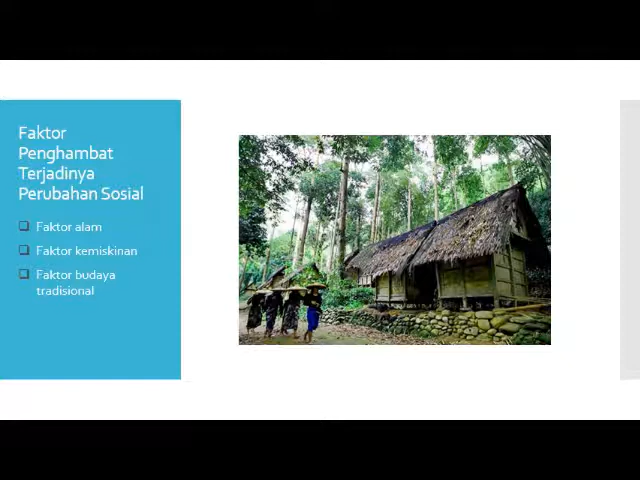 Faktor
Penghambat
Terjadinya
Perubahan Sosial
Faktor alam
Faktor kemiskinan
Faktor budaya
tradisional